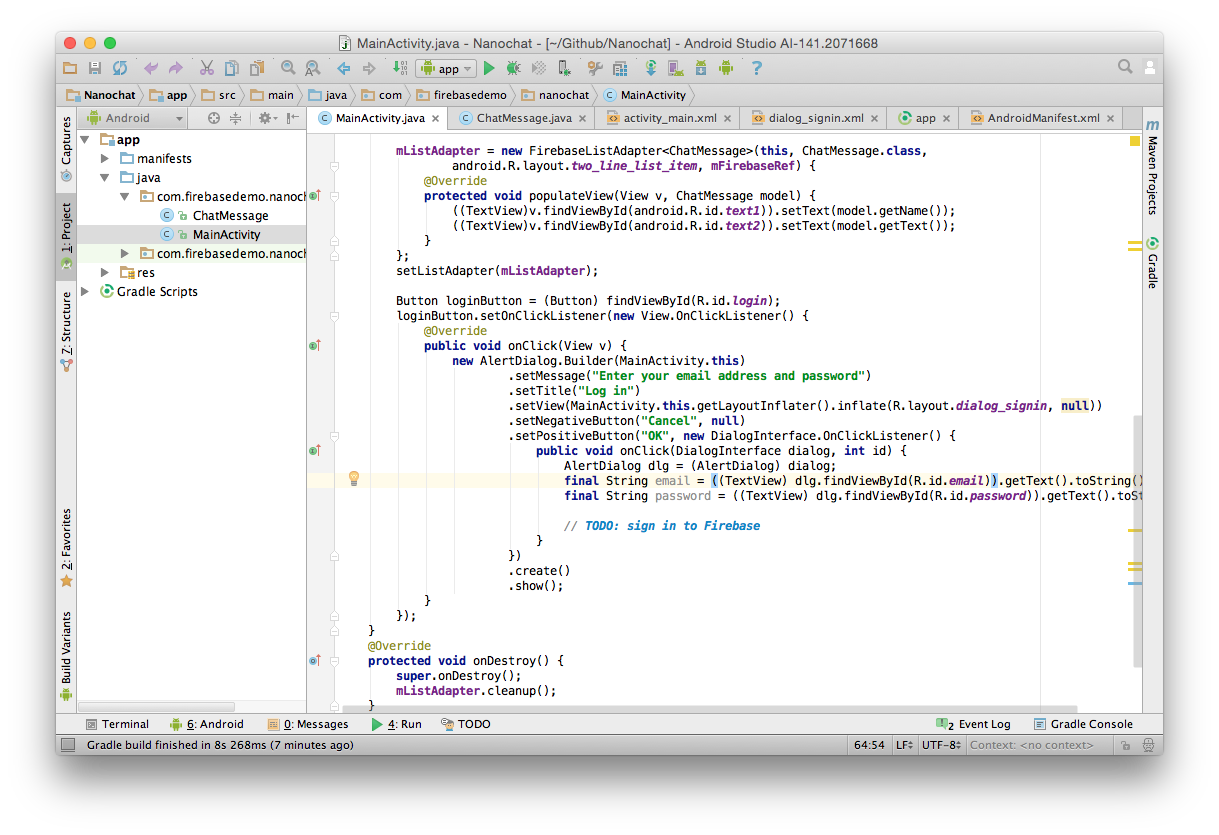 MainActivity.java - Nanochat - [~/Github/Nanochat] - Android Studio AI-141.2071668
app
Nanochat app src main java com firebasedemo nanochat MainActivity
Android
MainActivity.java ChatMessage.java activity_main.xml dialog_signin.xml app AndroidManifest.xml
Captures
1: Project
Z: Structure
2: Favorites
Build Variants
app
manifests
java
com.firebasedemo.nanoch
ChatMessage
MainActivity
com.firebasedemo.nanoch
res
Gradle Scripts
mListAdapter = new FirebaseListAdapter<ChatMessage>(this, ChatMessage.class,
android.R.layout.two_line_list_item, mFirebaseRef) {
@Override
protected void populateView(View v, ChatMessage model) {
((TextView)v.findViewById(android.R.id.text1)).setText(model.getName());
((TextView)v.findViewById(android.R.id.text2)).setText(model.getText());
}
};
setListAdapter(mListAdapter);
Button loginButton = (Button) findViewById(R.id.login);
loginButton.setOnClickListener(new View.OnClickListener() {
@Override
public void onClick(View v) {
new AlertDialog.Builder(MainActivity.this)
.setMessage("Enter your email address and password")
.setTitle("Log in")
.setView(MainActivity.this.getLayoutInflater().inflate(R.layout.dialog_signin, null))
.setNegativeButton("Cancel", null)
.setPositiveButton("OK", new DialogInterface.OnClickListener() {
public void onClick(DialogInterface dialog, int id) {
AlertDialog dlg = (AlertDialog) dialog;
final String email = ((TextView) dlg.findViewById(R.id.email)).getText().toString()
final String password = ((TextView) dlg.findViewById(R.id.password)).getText().toSt
// TODO: sign in to Firebase
}
})
.create()
.show();
}
});
}
@Override
protected void onDestroy() {
super.onDestroy();
mListAdapter.cleanup();
}
m Maven Projects
Gradle
Terminal 6: Android 0: Messages 4: Run TODO 2 Event Log Gradle Console
Gradle build finished in 8s 268ms (7 minutes ago) 64:54 LF UTF-8 Context: <no context>